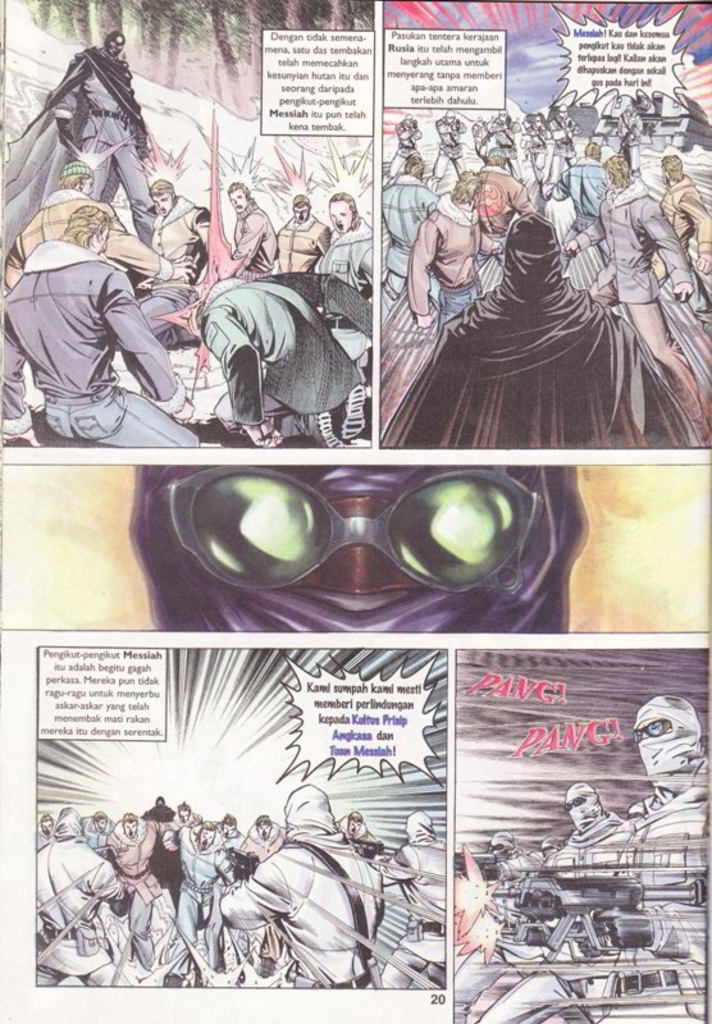 Dengan tidak semena-
mena, satu das tembakan
telah memecahkan
kesunyian hutan itu dan
seorang daripada
pengikut-pengikut
Messiah itu pun telah
kena tembak.
Pasukan tentera kerajaan
Rusia itu telah mengambil
langkah utama untuk
menyerang tanpa memberi
apa-apa amaran
terlebih dahulu.
Messiah! Kau dan kesemua
pengikut kau tidak akan
terlepas lagi! Kalian akan
dihapuskan dengan sekali
gus pada hari ini!
Pengikut-pengikut Messiah
itu adalah begitu gagah
perkasa. Mereka pun tidak
ragu-ragu untuk menyerbu
askar-askar yang telah
menembak mati rakan
mereka itu dengan serentak.
Kami sumpah kami mesti
memberi perlindungan
kepada Kultus Prisip
Angkasa dan
Tuan Messiah!
PANG!
PANG!
20